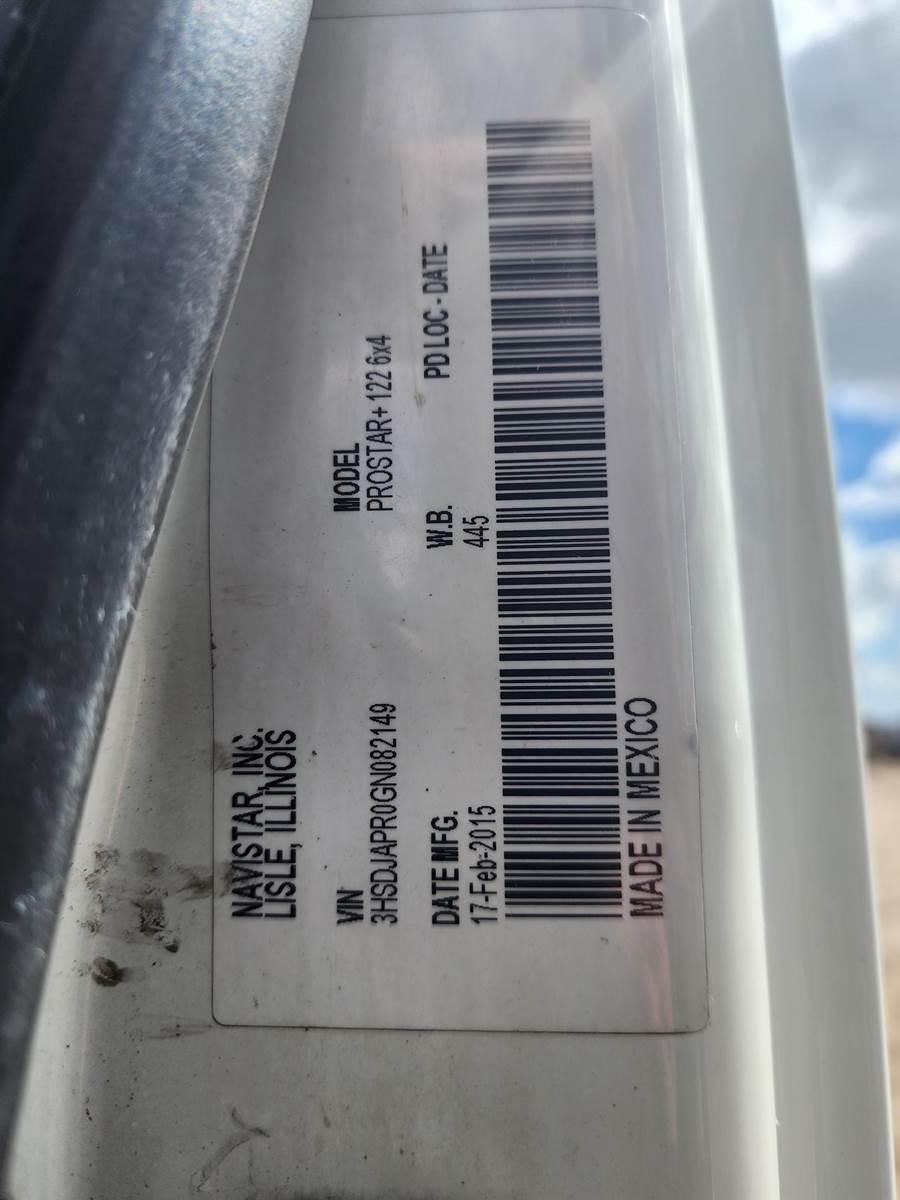 NAVISTAR, INC.
LISLE, ILLINOIS
VIN
3HSDJAPR0GN082149
MODEL
PROSTAR+ 122 6x4
DATE MFG.
17-Feb-2015
W.B.
445
PD LOC - DATE
MADE IN MEXICO